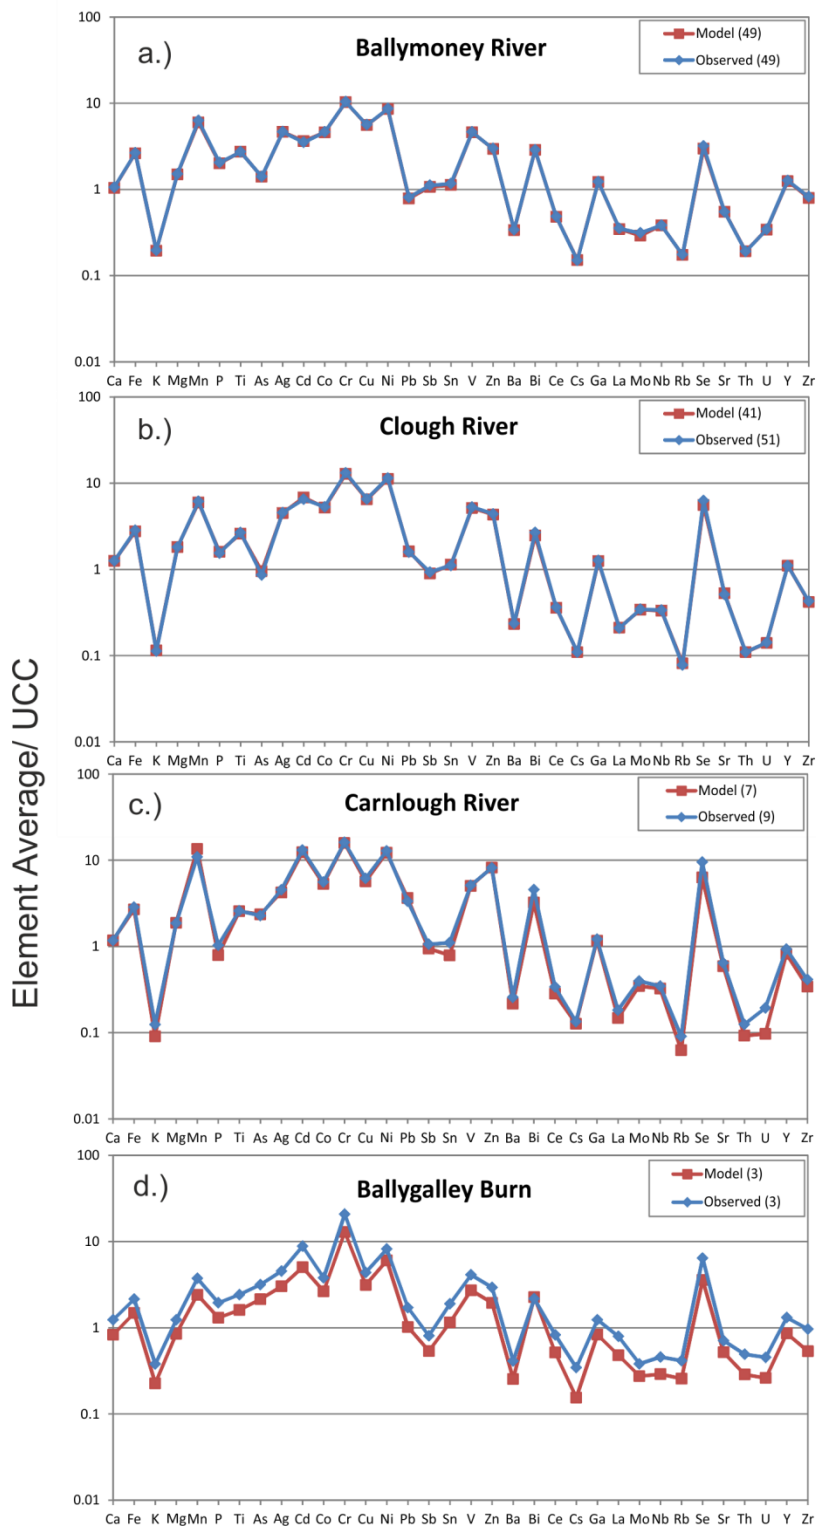 Element Average/ UCC
a.)
Ballymoney River
Model (49)
Observed (49)
100
10
1
0.1
0.01
Ca Fe K Mg Mn P Ti As Ag Cd Co Cr Cu Ni Pb Sb Sn V Zn Ba Bi Ce Cs Ga La Mo Nb Rb Se Sr Th U Y Zr
b.)
Clough River
Model (41)
Observed (51)
100
10
1
0.1
0.01
Ca Fe K Mg Mn P Ti As Ag Cd Co Cr Cu Ni Pb Sb Sn V Zn Ba Bi Ce Cs Ga La Mo Nb Rb Se Sr Th U Y Zr
c.)
Carnlough River
Model (7)
Observed (9)
100
10
1
0.1
0.01
Ca Fe K Mg Mn P Ti As Ag Cd Co Cr Cu Ni Pb Sb Sn V Zn Ba Bi Ce Cs Ga La Mo Nb Rb Se Sr Th U Y Zr
d.)
Ballygalley Burn
Model (3)
Observed (3)
100
10
1
0.1
0.01
Ca Fe K Mg Mn P Ti As Ag Cd Co Cr Cu Ni Pb Sb Sn V Zn Ba Bi Ce Cs Ga La Mo Nb Rb Se Sr Th U Y Zr